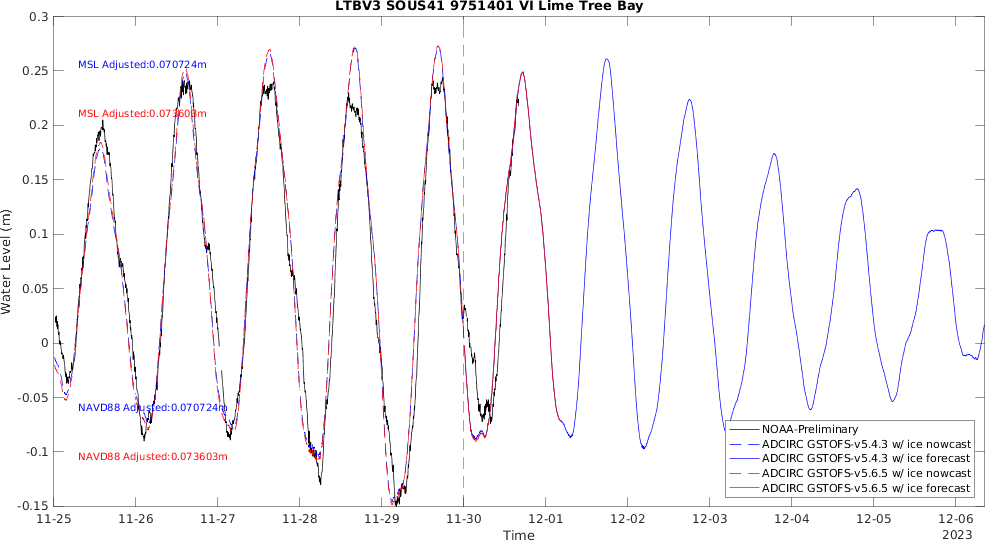 LTBV3 SOUS41 9751401 VI Lime Tree Bay
0.3
0.25
0.2
0.15
0.1
0.05
0
-0.05
-0.1
-0.15
Water Level (m)
MSL Adjusted:0.070724m
MSL Adjusted:0.073603m
NAVD88 Adjusted:0.070724m
NAVD88 Adjusted:0.073603m
NOAA-Preliminary
ADCIRC GSTOFS-v5.4.3 w/ ice nowcast
ADCIRC GSTOFS-v5.4.3 w/ ice forecast
ADCIRC GSTOFS-v5.6.5 w/ ice nowcast
ADCIRC GSTOFS-v5.6.5 w/ ice forecast
11-25 11-26 11-27 11-28 11-29 11-30 12-01 12-02 12-03 12-04 12-05 12-06
Time
2023